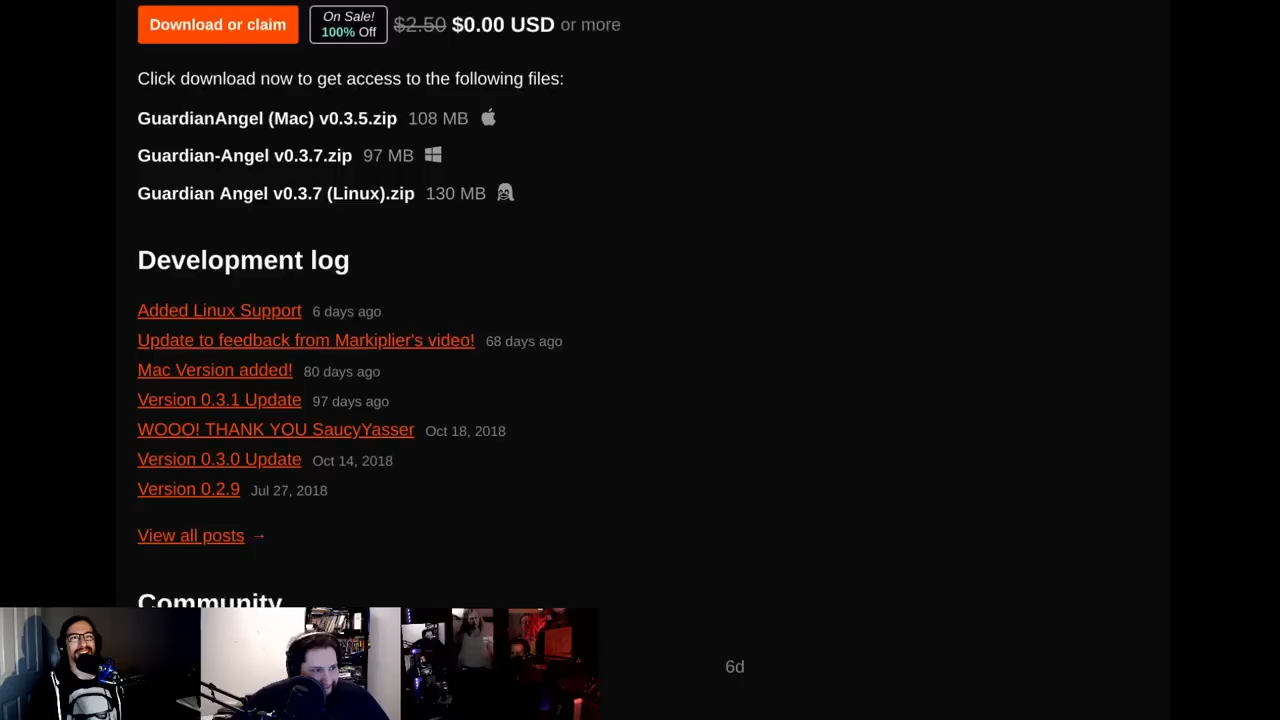 Download or claim
On Sale!
100% Off
$2.50 $0.00 USD or more
Click download now to get access to the following files:
GuardianAngel (Mac) v0.3.5.zip 108 MB
Guardian-Angel v0.3.7.zip 97 MB
Guardian Angel v0.3.7 (Linux).zip 130 MB
Development log
Added Linux Support 6 days ago
Update to feedback from Markiplier's video! 68 days ago
Mac Version added! 80 days ago
Version 0.3.1 Update 97 days ago
WOOO! THANK YOU SaucyYasser Oct 18, 2018
Version 0.3.0 Update Oct 14, 2018
Version 0.2.9 Jul 27, 2018
View all posts →
Community
6d